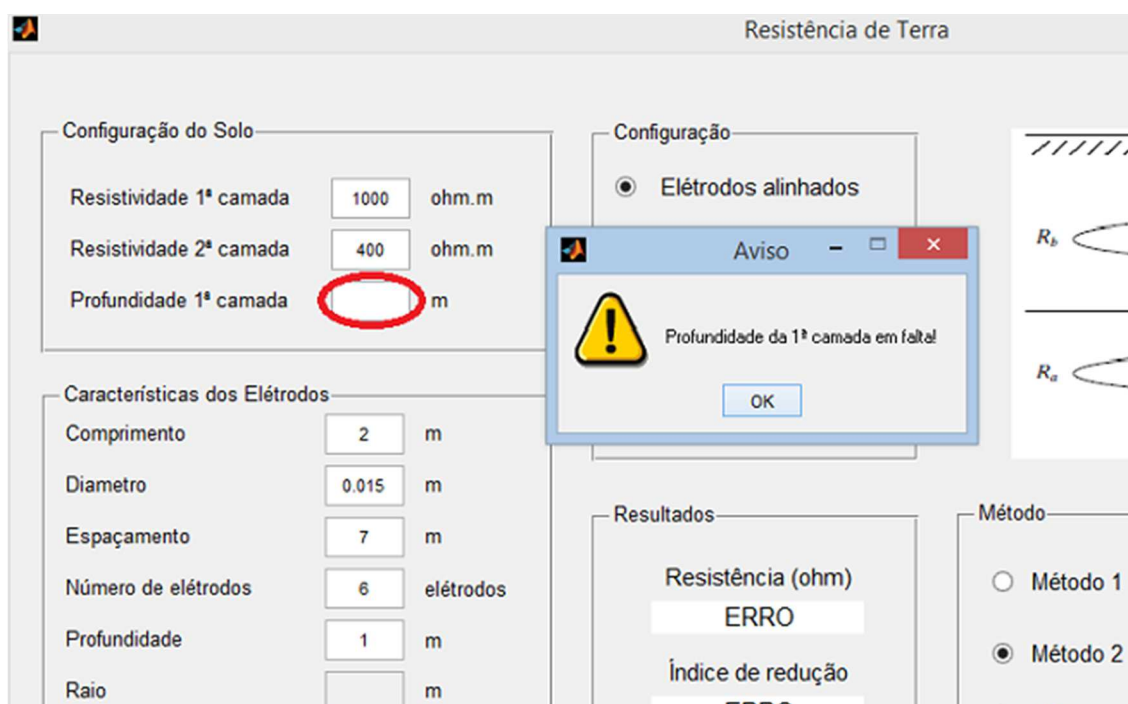 Resistência de Terra
Configuração do Solo
Resistividade 1ª camada 1000 ohm.m
Resistividade 2ª camada 400 ohm.m
Profundidade 1ª camada m
Características dos Elétrodos
Comprimento 2 m
Diametro 0.015 m
Espaçamento 7 m
Número de elétrodos 6 elétrodos
Profundidade 1 m
Raio m
Configuração
Elétrodos alinhados
Aviso
Profundidade da 1ª camada em falta!
OK
Resultados
Resistência (ohm)
ERRO
Índice de redução
ERRO
Método
Método 1
Método 2
R_b
R_a